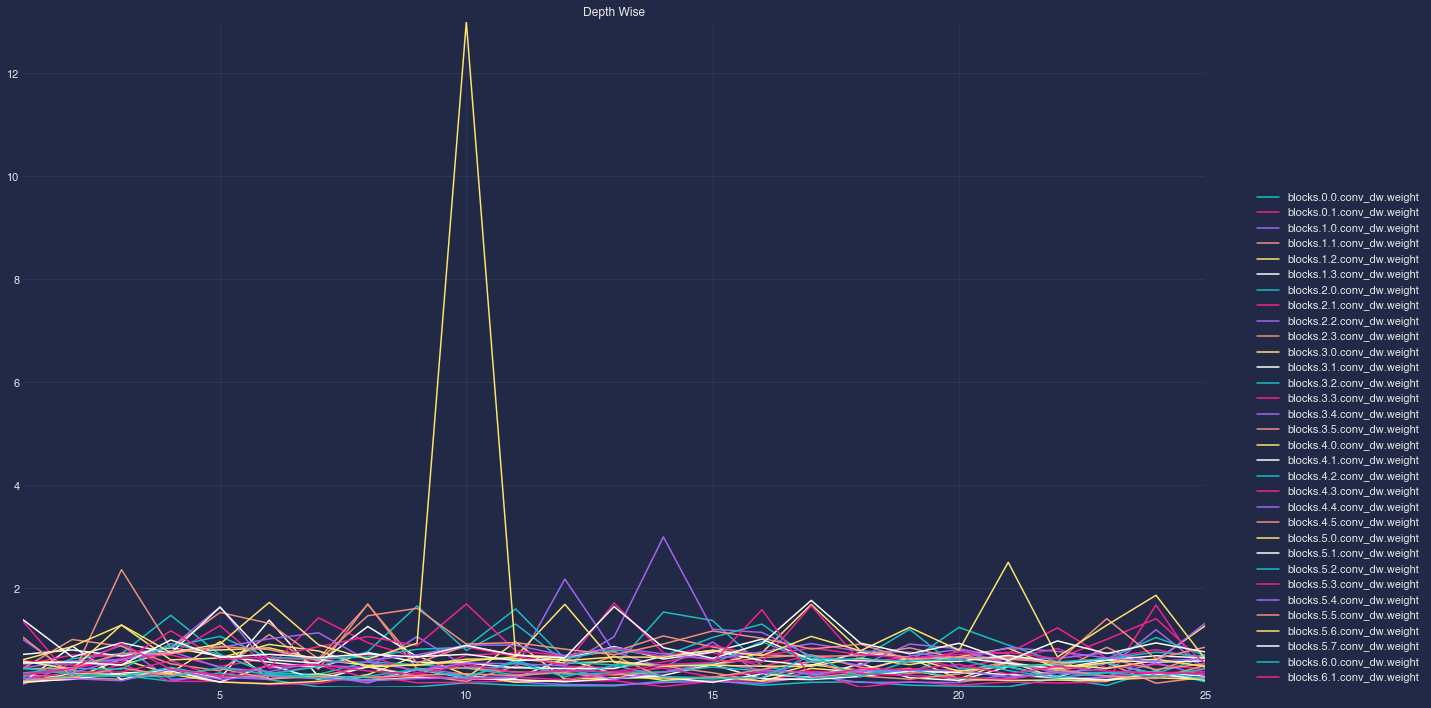 Depth Wise
12
10
8
6
4
2
5
10
15
20
25
blocks.0.0.conv_dw.weight
blocks.0.1.conv_dw.weight
blocks.1.0.conv_dw.weight
blocks.1.1.conv_dw.weight
blocks.1.2.conv_dw.weight
blocks.1.3.conv_dw.weight
blocks.2.0.conv_dw.weight
blocks.2.1.conv_dw.weight
blocks.2.2.conv_dw.weight
blocks.2.3.conv_dw.weight
blocks.3.0.conv_dw.weight
blocks.3.1.conv_dw.weight
blocks.3.2.conv_dw.weight
blocks.3.3.conv_dw.weight
blocks.3.4.conv_dw.weight
blocks.3.5.conv_dw.weight
blocks.4.0.conv_dw.weight
blocks.4.1.conv_dw.weight
blocks.4.2.conv_dw.weight
blocks.4.3.conv_dw.weight
blocks.4.4.conv_dw.weight
blocks.4.5.conv_dw.weight
blocks.5.0.conv_dw.weight
blocks.5.1.conv_dw.weight
blocks.5.2.conv_dw.weight
blocks.5.3.conv_dw.weight
blocks.5.4.conv_dw.weight
blocks.5.5.conv_dw.weight
blocks.5.6.conv_dw.weight
blocks.5.7.conv_dw.weight
blocks.6.0.conv_dw.weight
blocks.6.1.conv_dw.weight